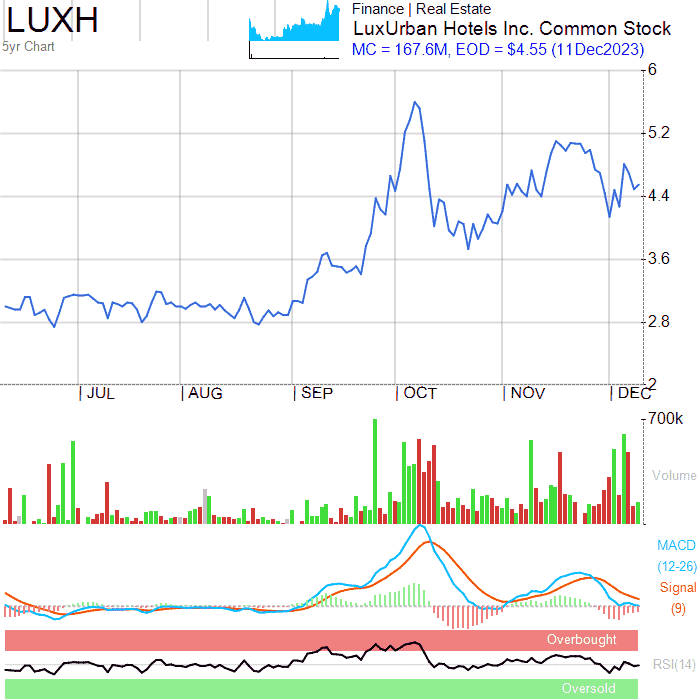 LUXH
5yr Chart
Finance | Real Estate
LuxUrban Hotels Inc. Common Stock
MC = 167.6M, EOD = $4.55 (11Dec2023)
6
5.2
4.4
3.6
2.8
2
JUL AUG SEP OCT NOV DEC
700k
Volume
MACD
(12-26)
Signal
(9)
Overbought
RSI(14)
Oversold